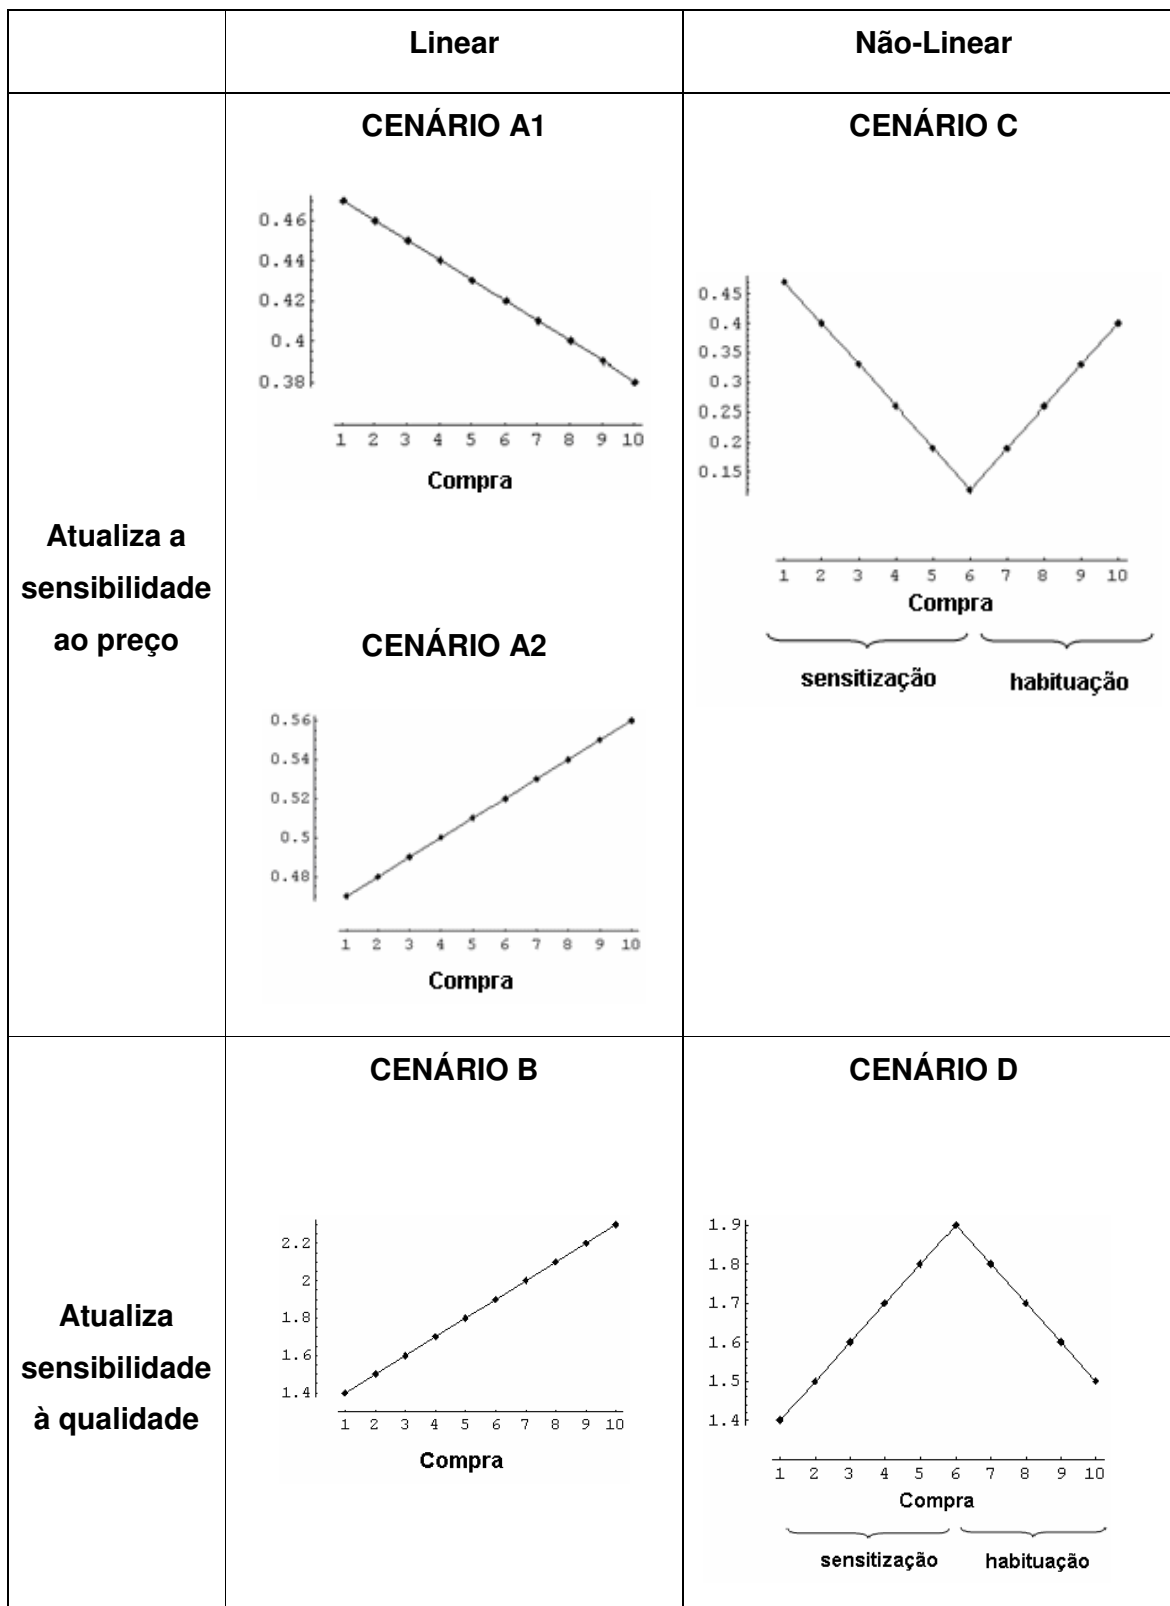 Linear
Não-Linear
Atualiza a
sensibilidade
ao preço
CENÁRIO A1
0.46
0.44
0.42
0.4
0.38
1 2 3 4 5 6 7 8 9 10
Compra
CENÁRIO A2
0.56
0.54
0.52
0.5
0.48
1 2 3 4 5 6 7 8 9 10
Compra
CENÁRIO C
0.45
0.4
0.35
0.3
0.25
0.2
0.15
1 2 3 4 5 6 7 8 9 10
Compra
sensitização habituação
Atualiza
sensibilidade
à qualidade
CENÁRIO B
2.2
2
1.8
1.6
1.4
1 2 3 4 5 6 7 8 9 10
Compra
CENÁRIO D
1.9
1.8
1.7
1.6
1.5
1.4
1 2 3 4 5 6 7 8 9 10
Compra
sensitização habituação